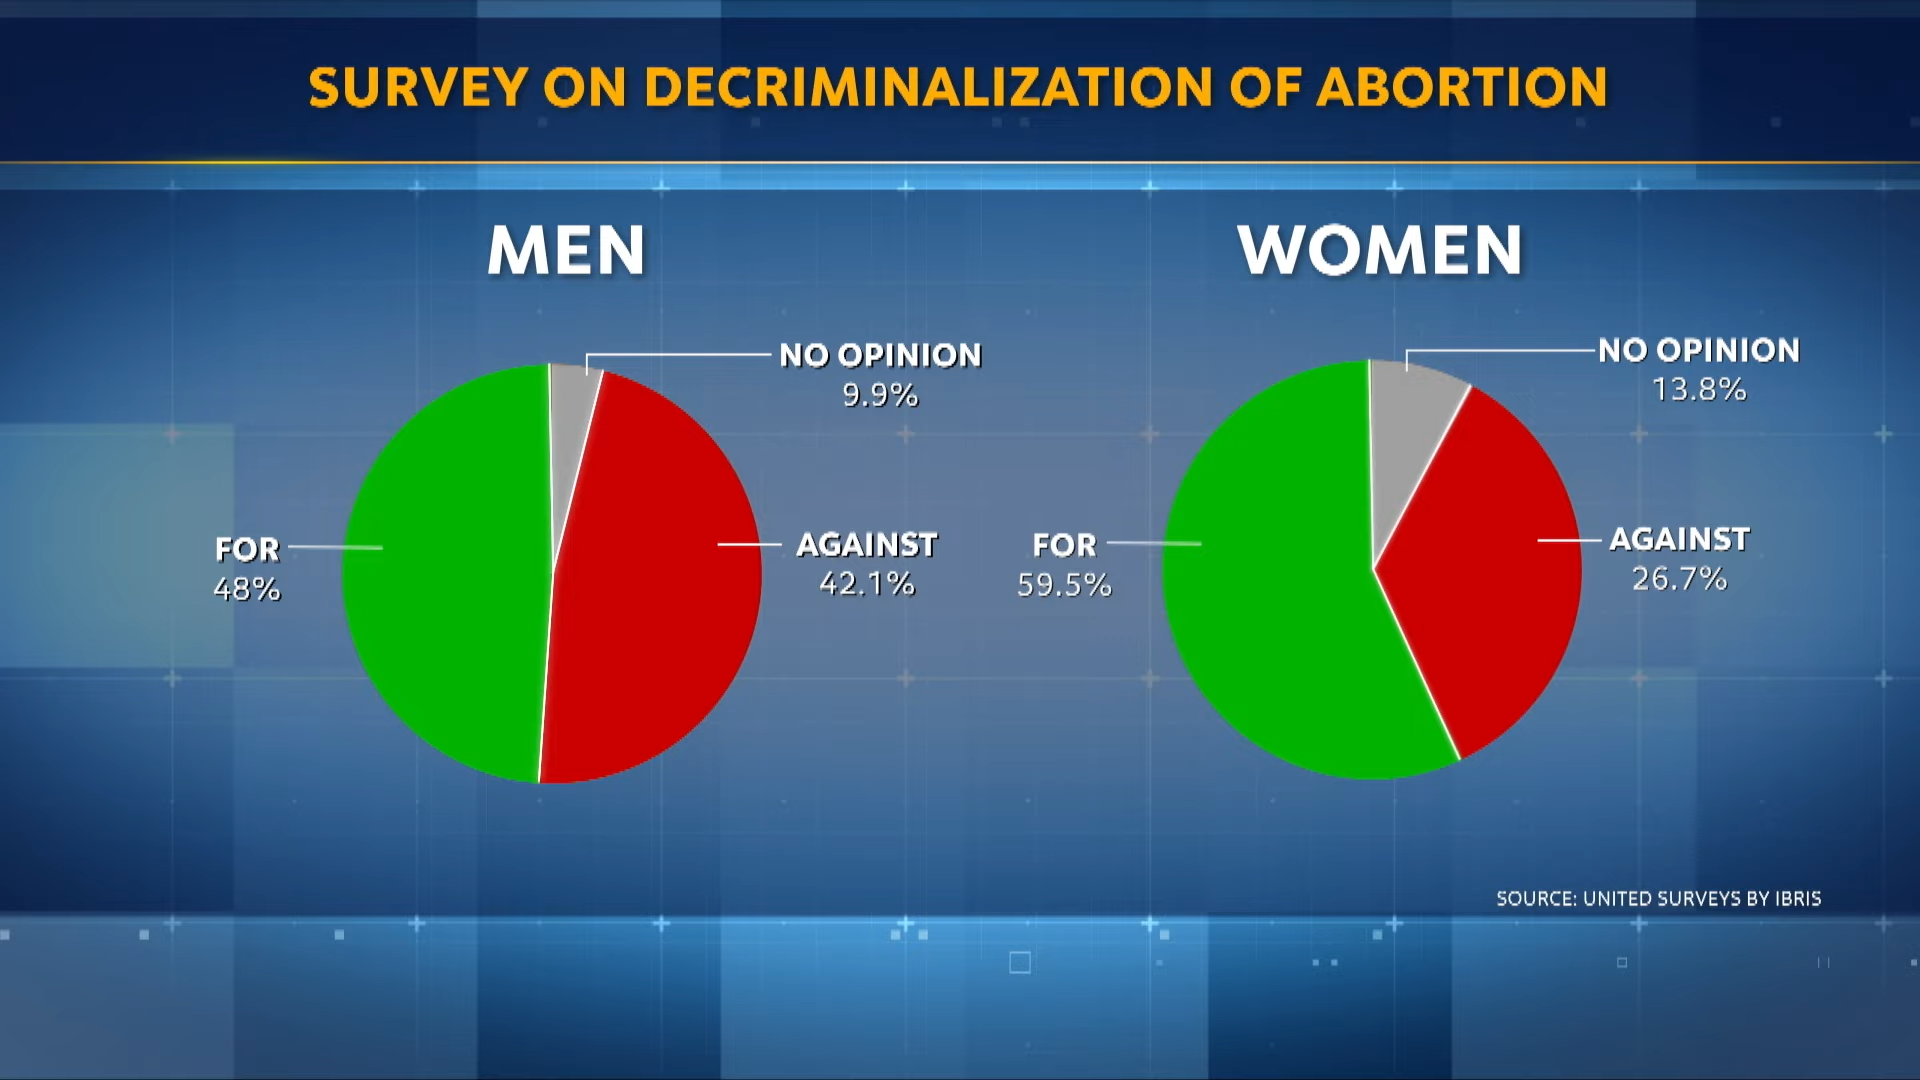 SURVEY ON DECRIMINALIZATION OF ABORTION
MEN
NO OPINION
9.9%
FOR
48%
AGAINST
42.1%
WOMEN
NO OPINION
13.8%
FOR
59.5%
AGAINST
26.7%
SOURCE: UNITED SURVEYS BY IBRIS